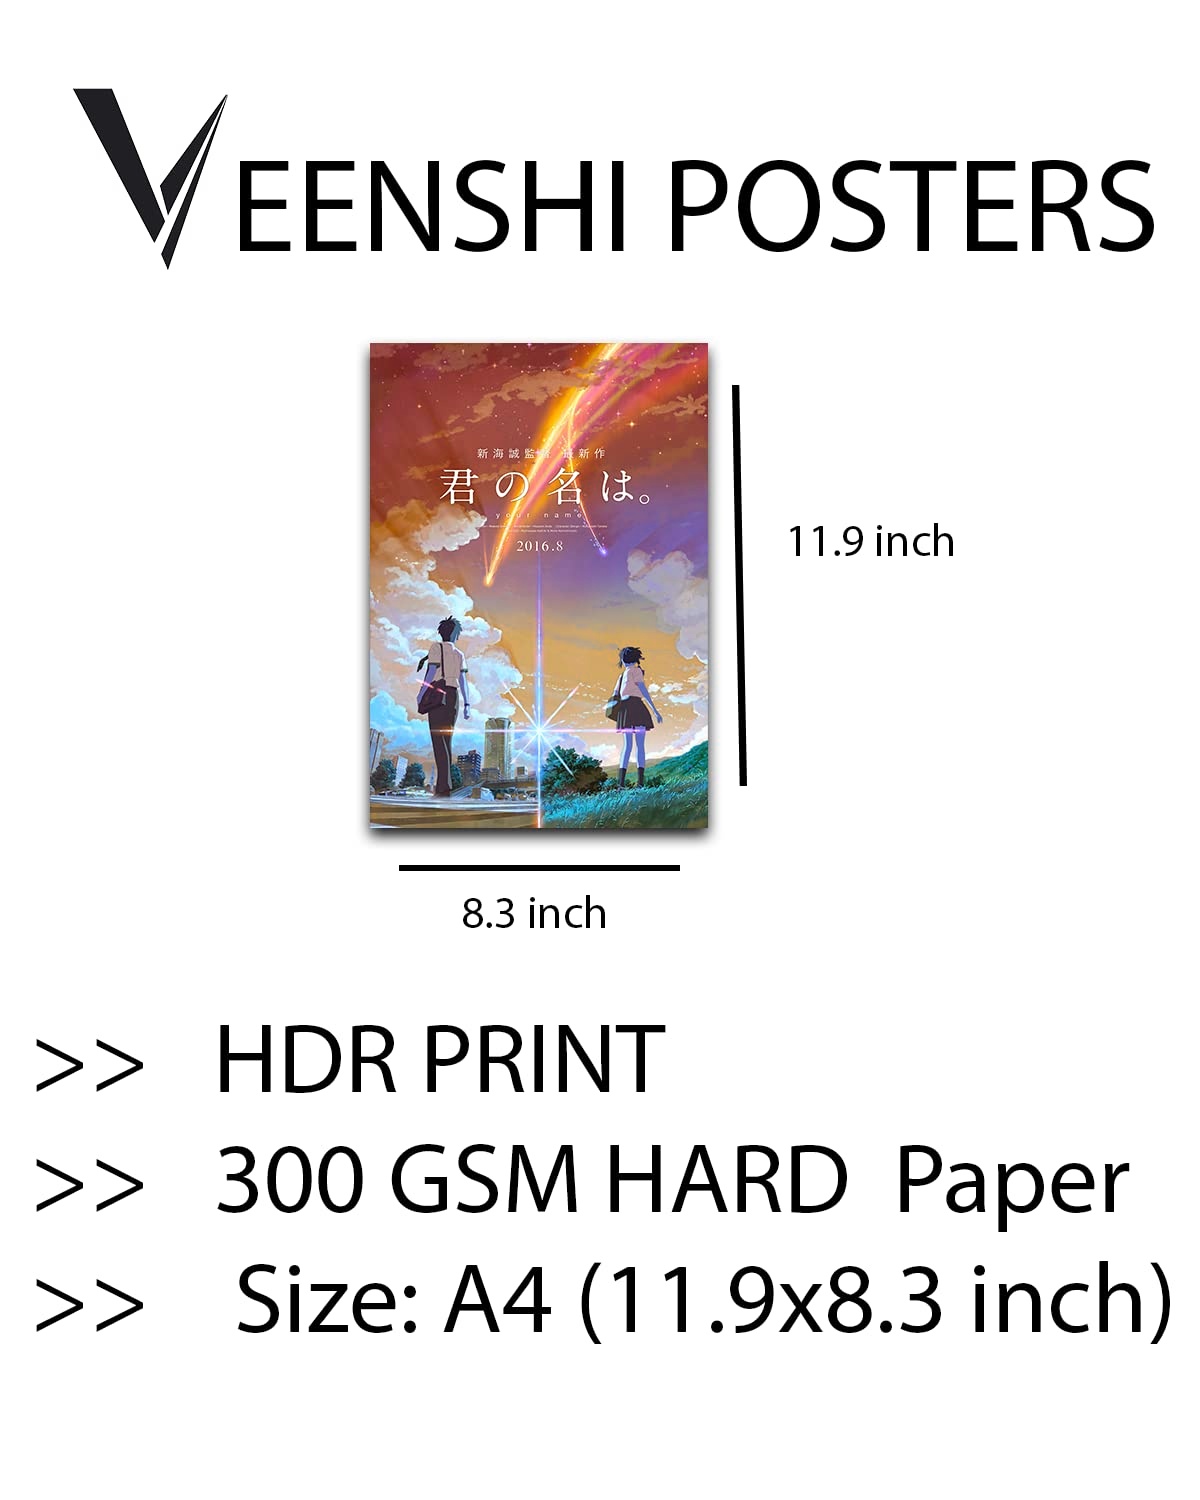 VEENSHI POSTERS
新海誠監督 最新作
君の名は。
your name
2016.8
11.9 inch
8.3 inch
>> HDR PRINT
>> 300 GSM HARD Paper
>> Size: A4 (11.9x8.3 inch)